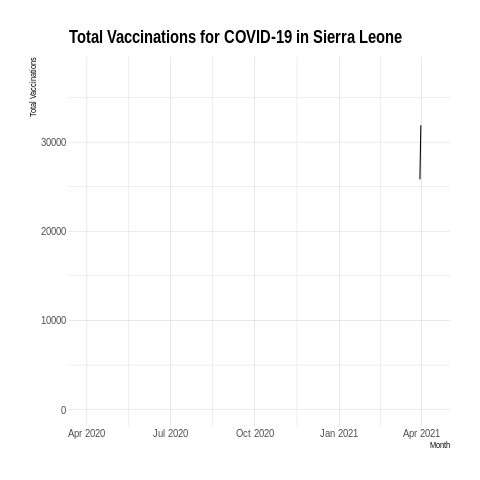 Total Vaccinations for COVID-19 in Sierra Leone
Total Vaccinations
30000
20000
10000
0
Apr 2020 Jul 2020 Oct 2020 Jan 2021 Apr 2021
Month